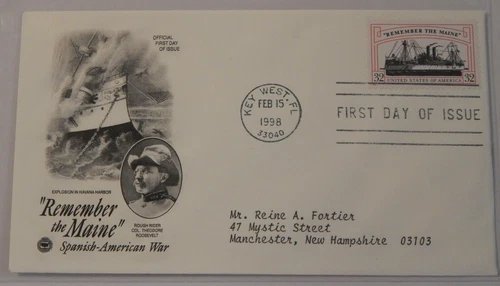 OFFICIAL
FIRST DAY
OF ISSUE
"REMEMBER THE MAINE"
32 32
UNITED STATES OF AMERICA
KEY WEST, FL
FEB 15
1998
33040
FIRST DAY OF ISSUE
EXPLOSION IN HAVANA HARBOR
"Remember
the Maine"
Spanish-American War
ROUGH RIDER
COL. THEODORE
ROOSEVELT
Mr. Reine A. Fortier
47 Mystic Street
Manchester, New Hampshire 03103